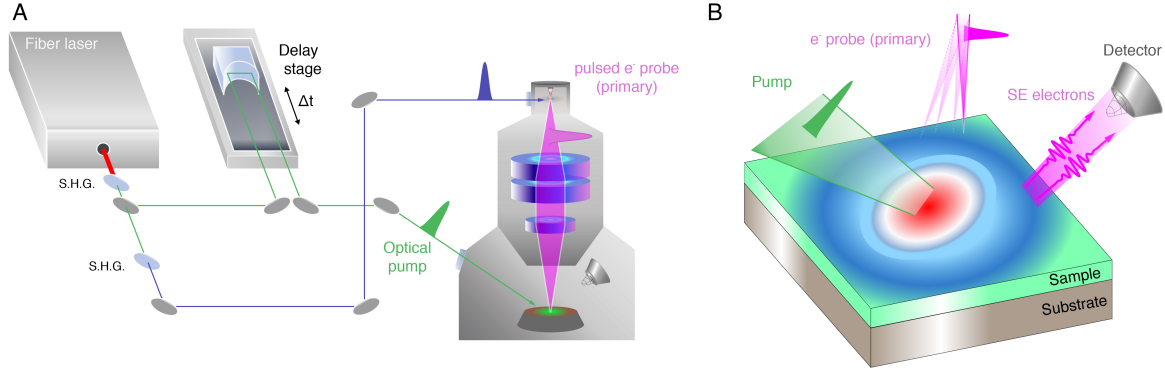 A
Fiber laser
Delay
stage
Δt
S.H.G.
S.H.G.
Optical
pump
pulsed e⁻ probe
(primary)
B
e⁻ probe (primary)
Pump
Detector
SE electrons
Sample
Substrate